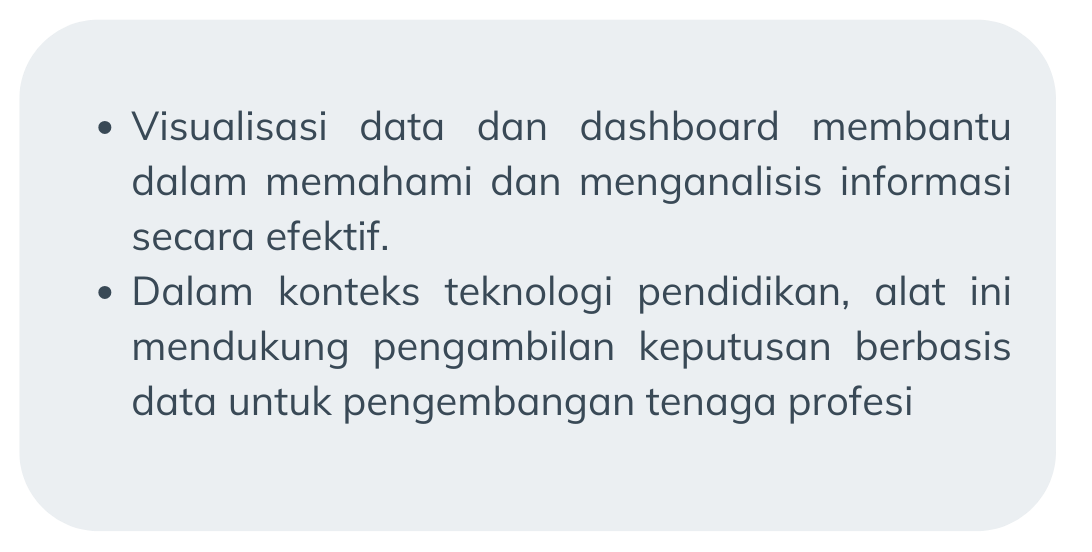 • Visualisasi data dan dashboard membantu
dalam memahami dan menganalisis informasi
secara efektif.
• Dalam konteks teknologi pendidikan, alat ini
mendukung pengambilan keputusan berbasis
data untuk pengembangan tenaga profesi